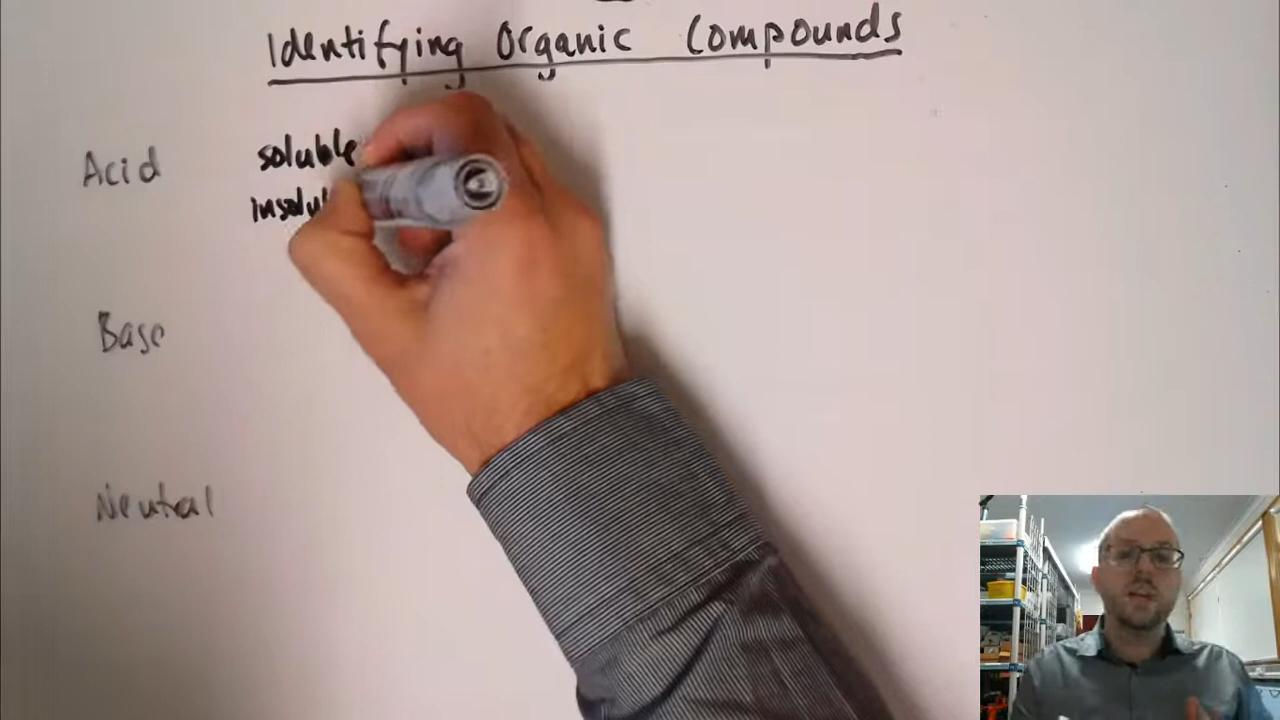 Identifying Organic Compounds
Acid
soluble
Base
Neutral